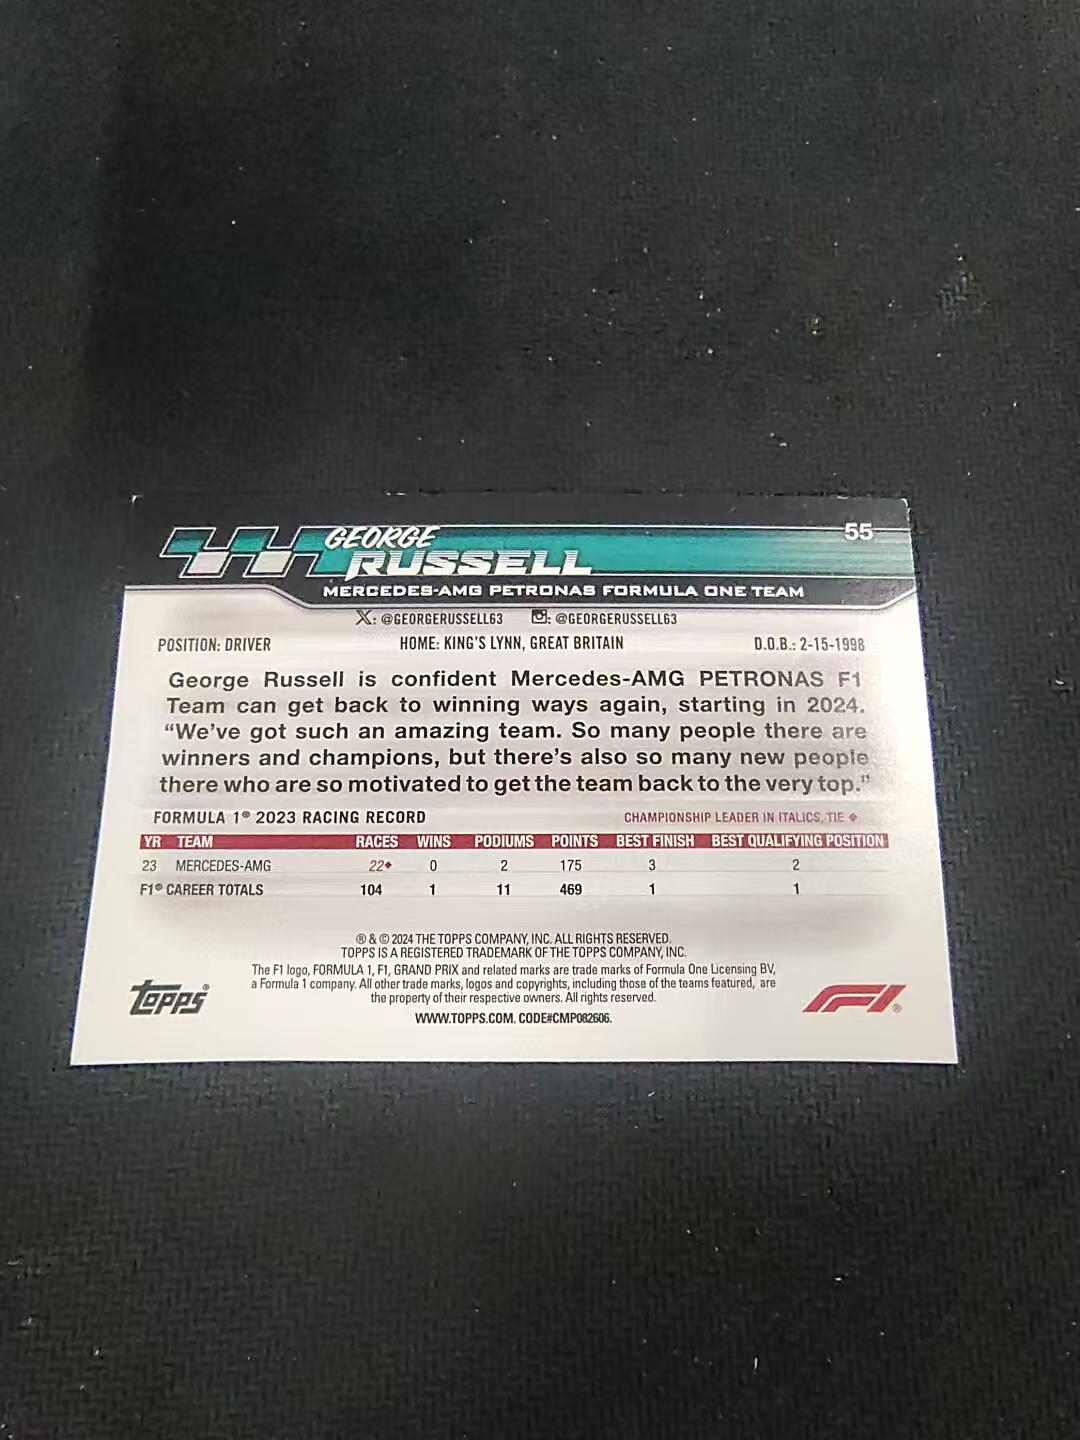 55
GEORGE
RUSSELL
MERCEDES-AMG PETRONAS FORMULA ONE TEAM
X: @GEORGERUSSELL63 : @GEORGERUSSELL63
POSITION: DRIVER HOME: KING'S LYNN, GREAT BRITAIN D.O.B.: 2-15-1998
George Russell is confident Mercedes-AMG PETRONAS F1
Team can get back to winning ways again, starting in 2024.
“We've got such an amazing team. So many people there are
winners and champions, but there's also so many new people
there who are so motivated to get the team back to the very top.”
FORMULA 1® 2023 RACING RECORD CHAMPIONSHIP LEADER IN ITALICS, TIE ♦
YR TEAM RACES WINS PODIUMS POINTS BEST FINISH BEST QUALIFYING POSITION
23 MERCEDES-AMG 22♦ 0 2 175 3 2
F1® CAREER TOTALS 104 1 11 469 1 1
® & © 2024 THE TOPPS COMPANY, INC. ALL RIGHTS RESERVED.
TOPPS IS A REGISTERED TRADEMARK OF THE TOPPS COMPANY, INC.
The F1 logo, FORMULA 1, F1, GRAND PRIX and related marks are trade marks of Formula One Licensing BV,
a Formula 1 company. All other trade marks, logos and copyrights, including those of the teams featured, are
the property of their respective owners. All rights reserved.
WWW.TOPPS.COM. CODE#CMP082606.
Topps®
F1®